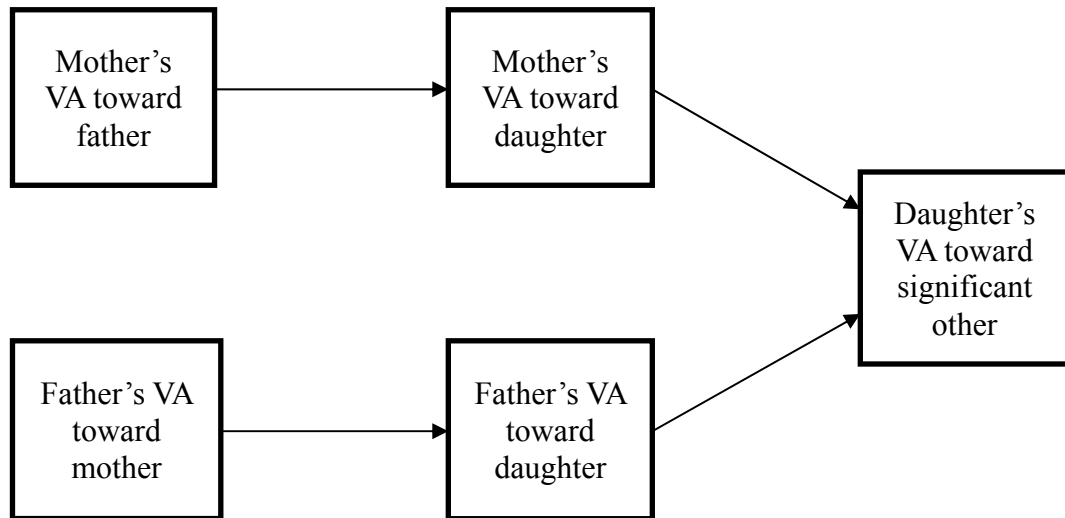 Mother’s
VA toward
father
Mother’s
VA toward
daughter
Daughter’s
VA toward
significant
other
Father’s VA
toward
mother
Father’s VA
toward
daughter